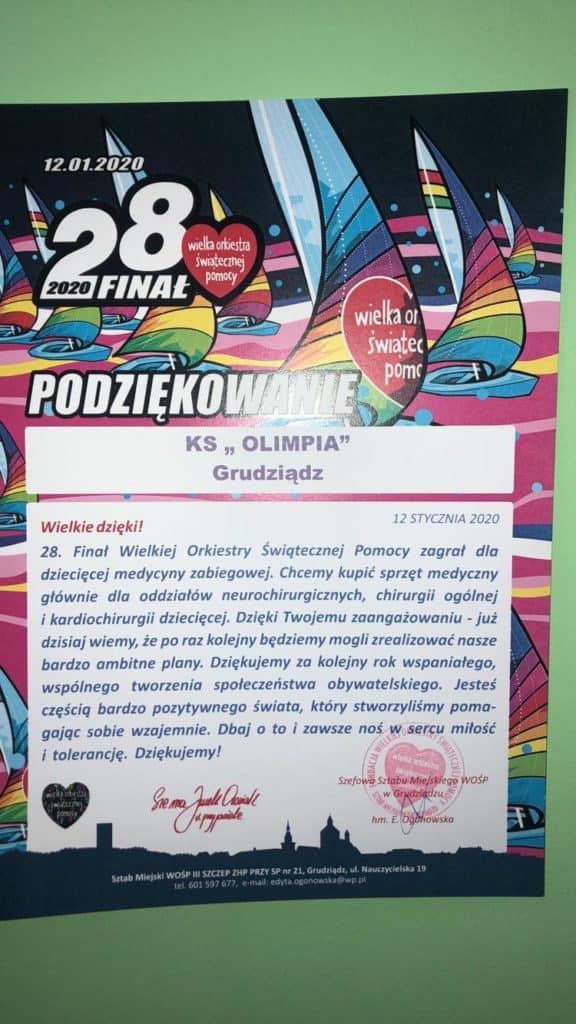 12.01.2020
28
2020 FINAŁ
wielka orkiestra
świątecznej
pomocy
wielka or
świątec
pomo
PODZIĘKOWANIE
KS „ OLIMPIA”
Grudziądz
12 STYCZNIA 2020
Wielkie dzięki!
28. Finał Wielkiej Orkiestry Świątecznej Pomocy zagrał dla
dziecięcej medycyny zabiegowej. Chcemy kupić sprzęt medyczny
głównie dla oddziałów neurochirurgicznych, chirurgii ogólnej
i kardiochirurgii dziecięcej. Dzięki Twojemu zaangażowaniu - już
dzisiaj wiemy, że po raz kolejny będziemy mogli zrealizować nasze
bardzo ambitne plany. Dziękujemy za kolejny rok wspaniałego,
wspólnego tworzenia społeczeństwa obywatelskiego. Jesteś
częścią bardzo pozytywnego świata, który stworzyliśmy poma-
gając sobie wzajemnie. Dbaj o to i zawsze noś w sercu miłość
i tolerancję. Dziękujemy!
wielka orkiestra
świątecznej
pomocy
Szefowa Sztabu Miejskiego WOŚP
w Grudziądzu
hm. E. Ogonowska
Sztab Miejski WOŚP III SZCZEP ZHP PRZY SP nr 21, Grudziądz, ul. Nauczycielska 19
tel. 601 597 677, e-mail: edyta.ogonowska@wp.pl